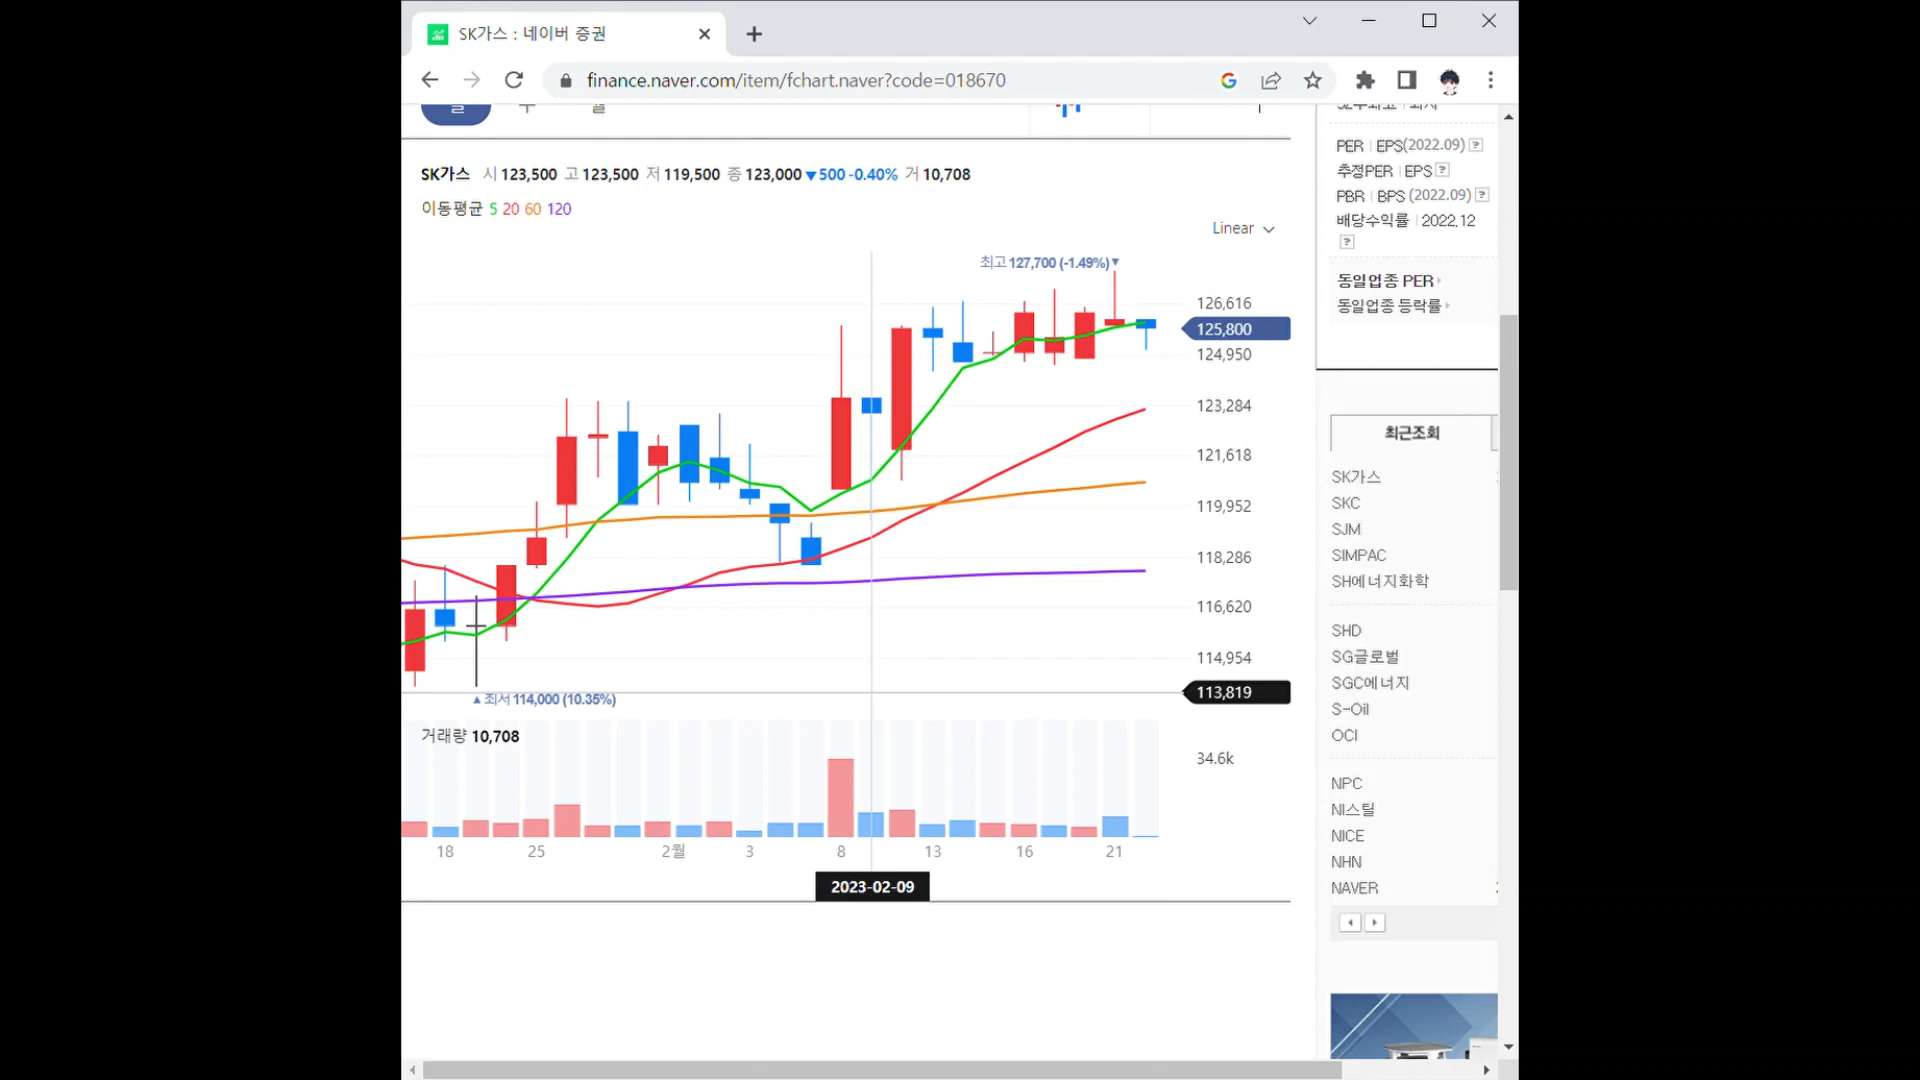 SK가스 : 네이버 증권
finance.naver.com/item/fchart.naver?code=018670
SK가스 시 123,500 고 123,500 저 119,500 종 123,000 ▼500 -0.40% 거 10,708
이동평균 5 20 60 120
Linear
최고 127,700 (-1.49%)▼
126,616
125,800
124,950
123,284
121,618
119,952
118,286
116,620
114,954
113,819
▲최저 114,000 (10.35%)
거래량 10,708
34.6k
18 25 2월 3 8 13 16 21
2023-02-09
PER EPS(2022.09) ?
추정PER EPS ?
PBR BPS (2022.09) ?
배당수익률 2022.12
?
동일업종 PER
동일업종 등락률
최근조회
SK가스
SKC
SJM
SIMPAC
SH에너지화학
SHD
SG글로벌
SGC에너지
S-Oil
OCI
NPC
NI스틸
NICE
NHN
NAVER